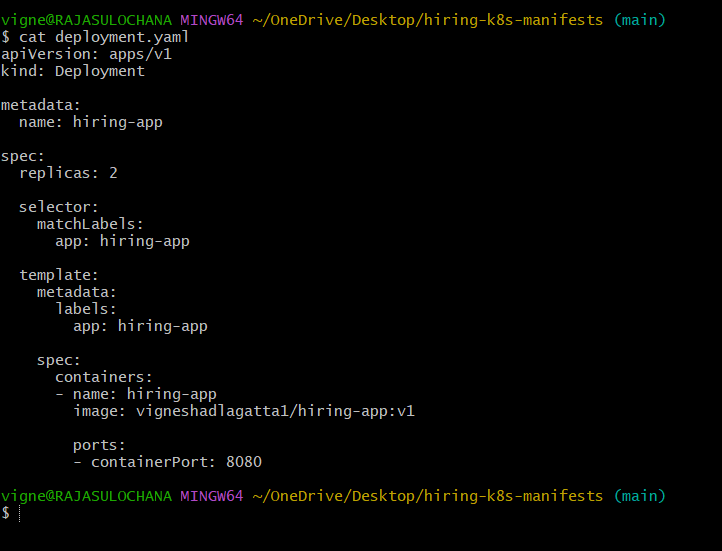 vigne@RAJASULOCHANA MINGW64 ~/OneDrive/Desktop/hiring-k8s-manifests (main)
$ cat deployment.yaml
apiVersion: apps/v1
kind: Deployment

metadata:
  name: hiring-app

spec:
  replicas: 2

  selector:
    matchLabels:
      app: hiring-app

  template:
    metadata:
      labels:
        app: hiring-app

    spec:
      containers:
      - name: hiring-app
        image: vigneshadlagatta1/hiring-app:v1

        ports:
        - containerPort: 8080

vigne@RAJASULOCHANA MINGW64 ~/OneDrive/Desktop/hiring-k8s-manifests (main)
$